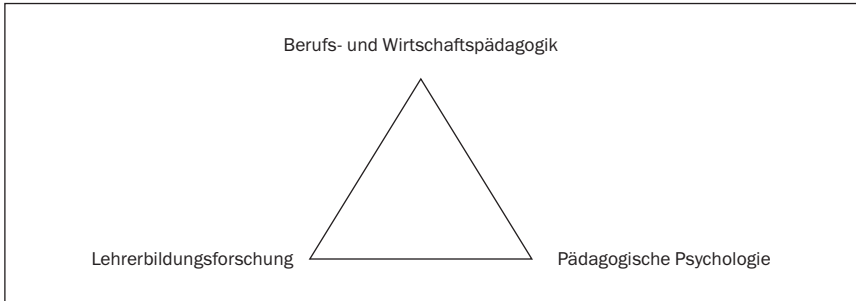 Berufs- und Wirtschaftspädagogik
Lehrerbildungsforschung
Pädagogische Psychologie